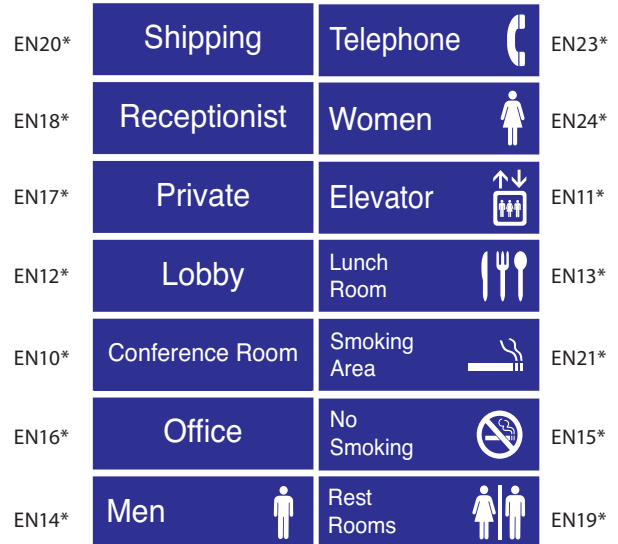 EN20* Shipping Telephone EN23*
EN18* Receptionist Women EN24*
EN17* Private Elevator EN11*
EN12* Lobby Lunch
Room EN13*
EN10* Conference Room Smoking
Area EN21*
EN16* Office No
Smoking EN15*
EN14* Men Rest
Rooms EN19*